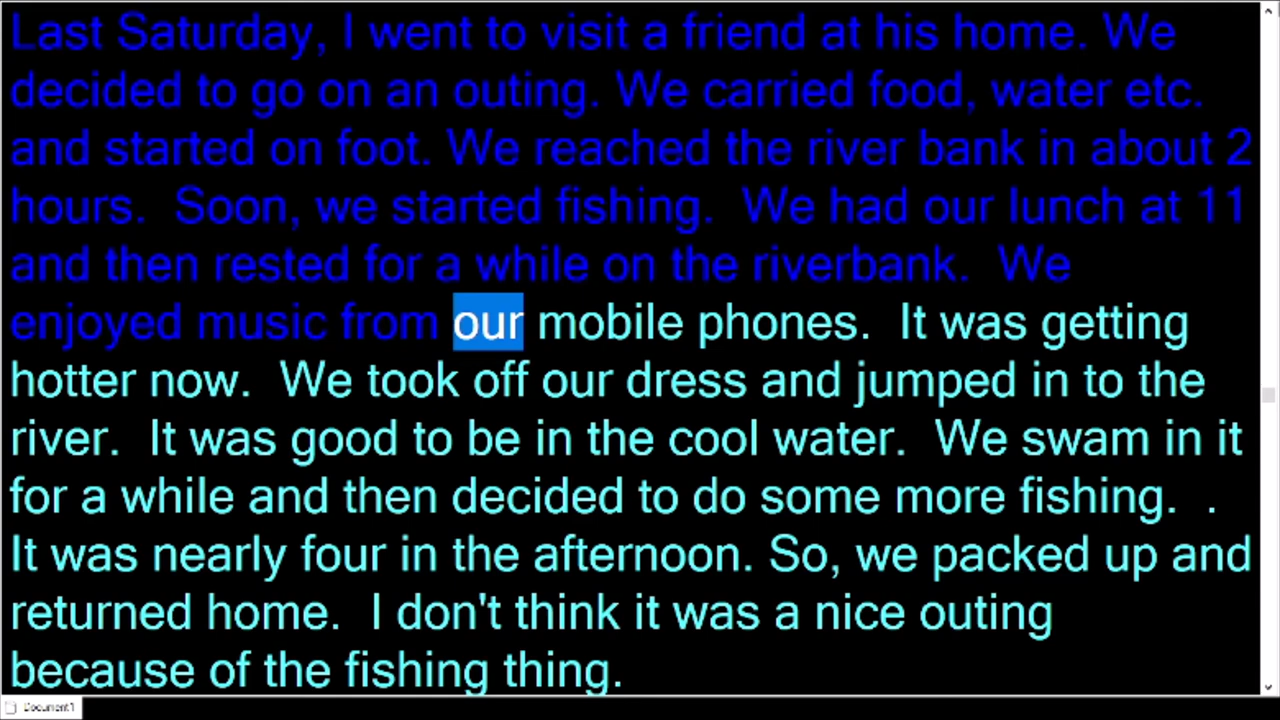 Last Saturday, I went to visit a friend at his home. We
decided to go on an outing. We carried food, water etc.
and started on foot. We reached the river bank in about 2
hours.  Soon, we started fishing.  We had our lunch at 11
and then rested for a while on the riverbank.  We
enjoyed music from our mobile phones.  It was getting
hotter now.  We took off our dress and jumped in to the
river.  It was good to be in the cool water.  We swam in it
for a while and then decided to do some more fishing.  .
It was nearly four in the afternoon. So, we packed up and
returned home.  I don't think it was a nice outing
because of the fishing thing.
Document1